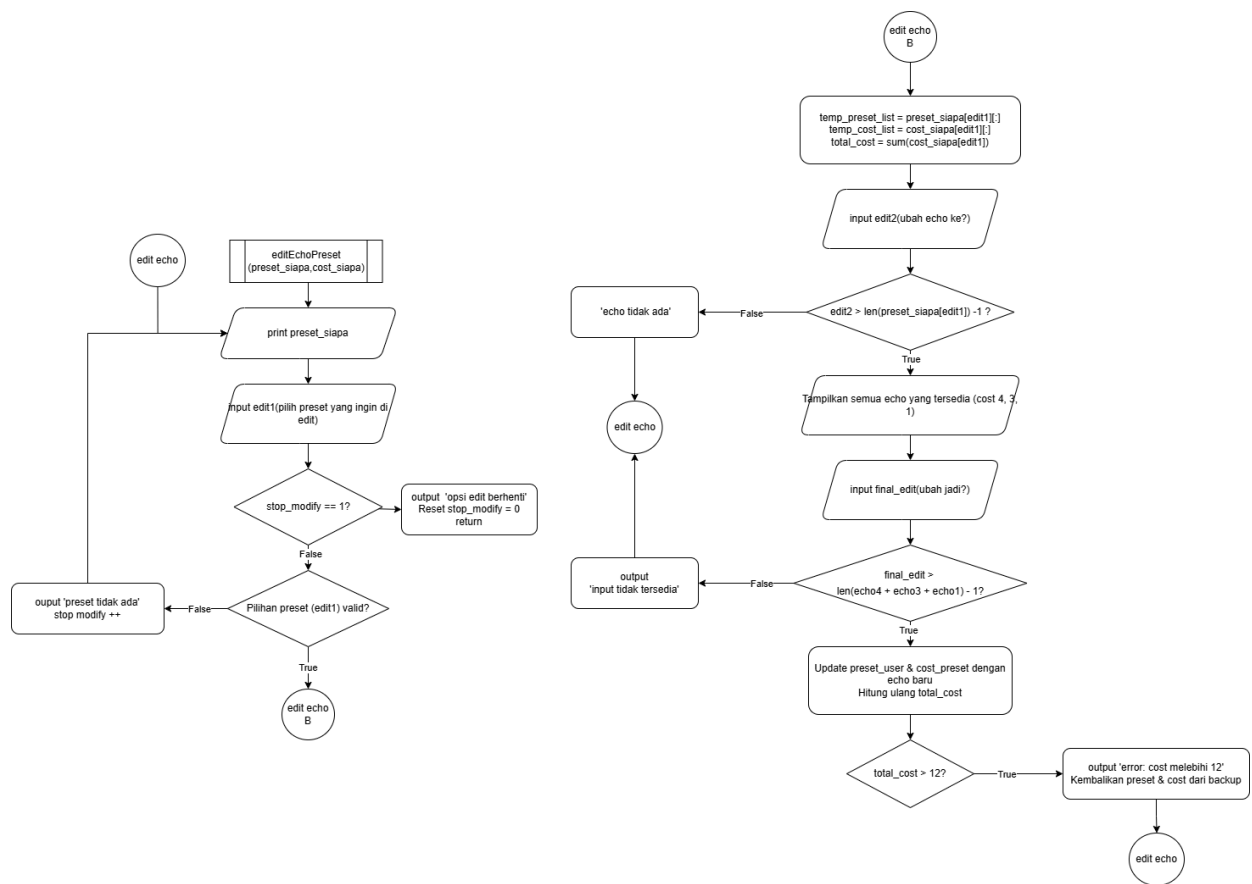 edit echo
editEchoPreset
(preset_siapa,cost_siapa)
print preset_siapa
input edit1(pilih preset yang ingin di
edit)
stop_modify == 1?
output 'opsi edit berhenti'
Reset stop_modify = 0
return
False
Pilihan preset (edit1) valid?
False
ouput 'preset tidak ada'
stop modify ++
True
edit echo
B
edit echo
B
temp_preset_list = preset_siapa[edit1][:]
temp_cost_list = cost_siapa[edit1][:]
total_cost = sum(cost_siapa[edit1])
input edit2(ubah echo ke?)
edit2 > len(preset_siapa[edit1]) -1 ?
False
'echo tidak ada'
True
Tampilkan semua echo yang tersedia (cost 4, 3,
1)
edit echo
input final_edit(ubah jadi?)
final_edit >
len(echo4 + echo3 + echo1) - 1?
False
output
'input tidak tersedia'
True
Update preset_user & cost_preset dengan
echo baru
Hitung ulang total_cost
total_cost > 12?
True
output 'error: cost melebihi 12'
Kembalikan preset & cost dari backup
edit echo